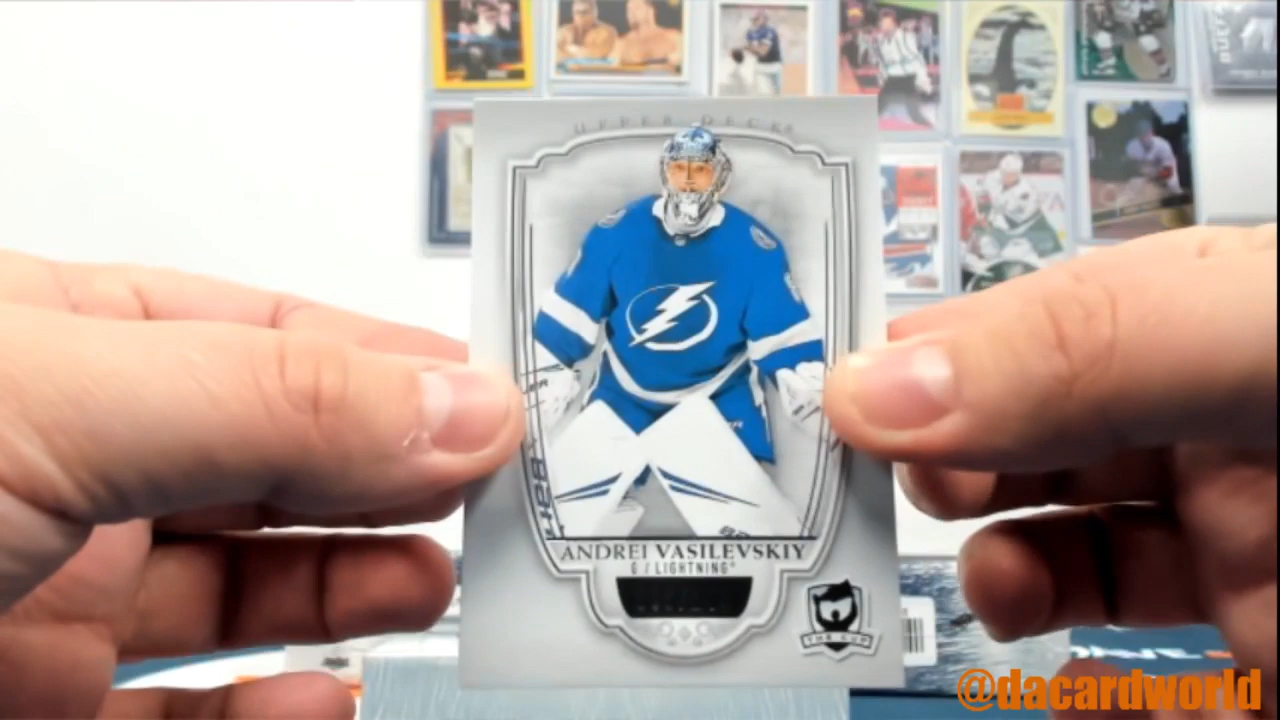 UPPER DECK
ANDREI VASILEVSKIY
G / LIGHTNING
THE CUP
@dacardworld